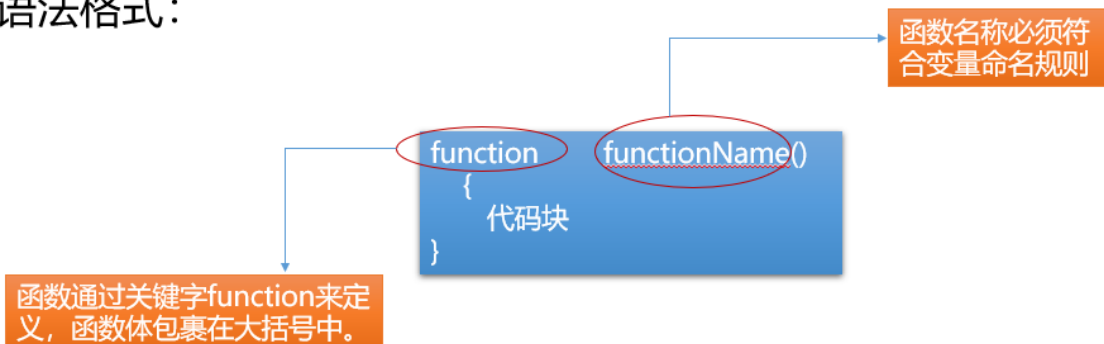 语法格式：
函数名称必须符
合变量命名规则
function functionName()
{
代码块
}
函数通过关键字function来定
义，函数体包裹在大括号中。